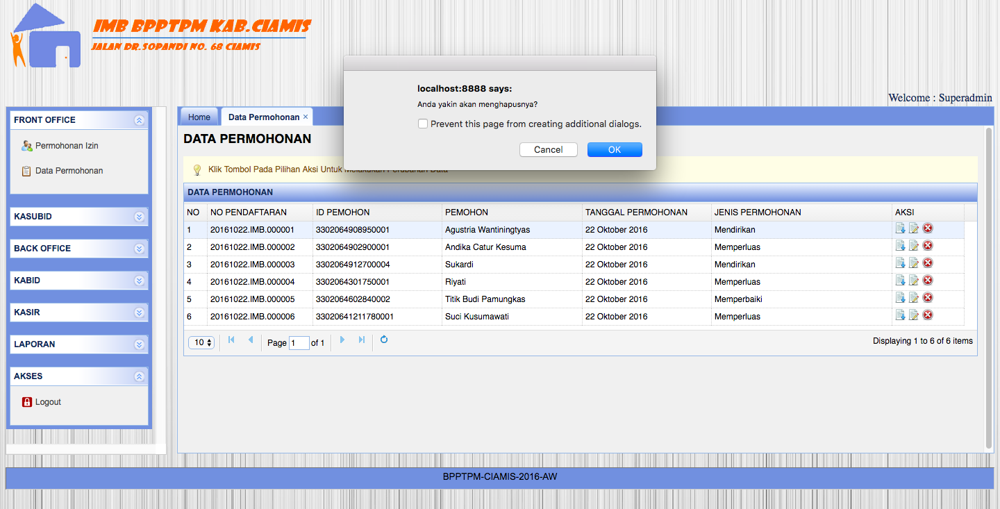 IMB BPPTPM KAB.CIAMIS
JALAN DR.SOPANDI NO. 68 CIAMIS
localhost:8888 says:
Anda yakin akan menghapusnya?
Prevent this page from creating additional dialogs.
Cancel OK
Welcome : Superadmin
FRONT OFFICE
Permohonan Izin
Data Permohonan
KASUBID
BACK OFFICE
KABID
KASIR
LAPORAN
AKSES
Logout
Home Data Permohonan ×
DATA PERMOHONAN
Klik Tombol Pada Pilihan Aksi Untuk Melakukan Perubahan Data
DATA PERMOHONAN
NO NO PENDAFTARAN ID PEMOHON PEMOHON TANGGAL PERMOHONAN JENIS PERMOHONAN AKSI
1 20161022.IMB.000001 3302064908950001 Agustria Wantiningtyas 22 Oktober 2016 Mendirikan
2 20161022.IMB.000002 3302064902900001 Andika Catur Kesuma 22 Oktober 2016 Memperluas
3 20161022.IMB.000003 3302064912700004 Sukardi 22 Oktober 2016 Mendirikan
4 20161022.IMB.000004 3302064301750001 Riyati 22 Oktober 2016 Memperluas
5 20161022.IMB.000005 3302064602840002 Titik Budi Pamungkas 22 Oktober 2016 Memperbaiki
6 20161022.IMB.000006 33020641211780001 Suci Kusumawati 22 Oktober 2016 Memperluas
10 Page 1 of 1 Displaying 1 to 6 of 6 items
BPPTPM-CIAMIS-2016-AW